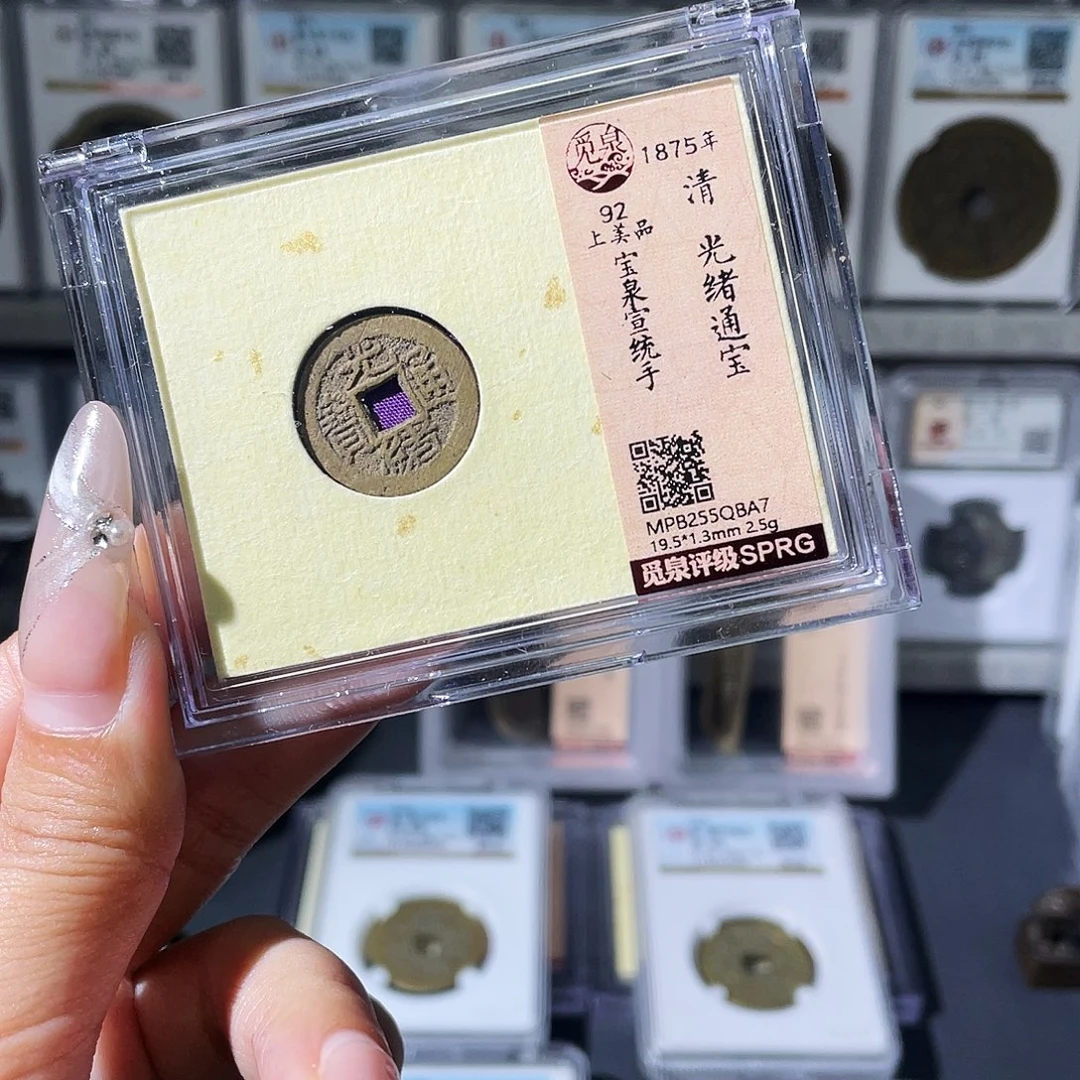 觅泉
1875年
清 光绪通宝
92
上美品
宝泉宣统手
MPB255QBA7
19.5*1.3mm 2.5g
觅泉评级SPRG
光緒通寶